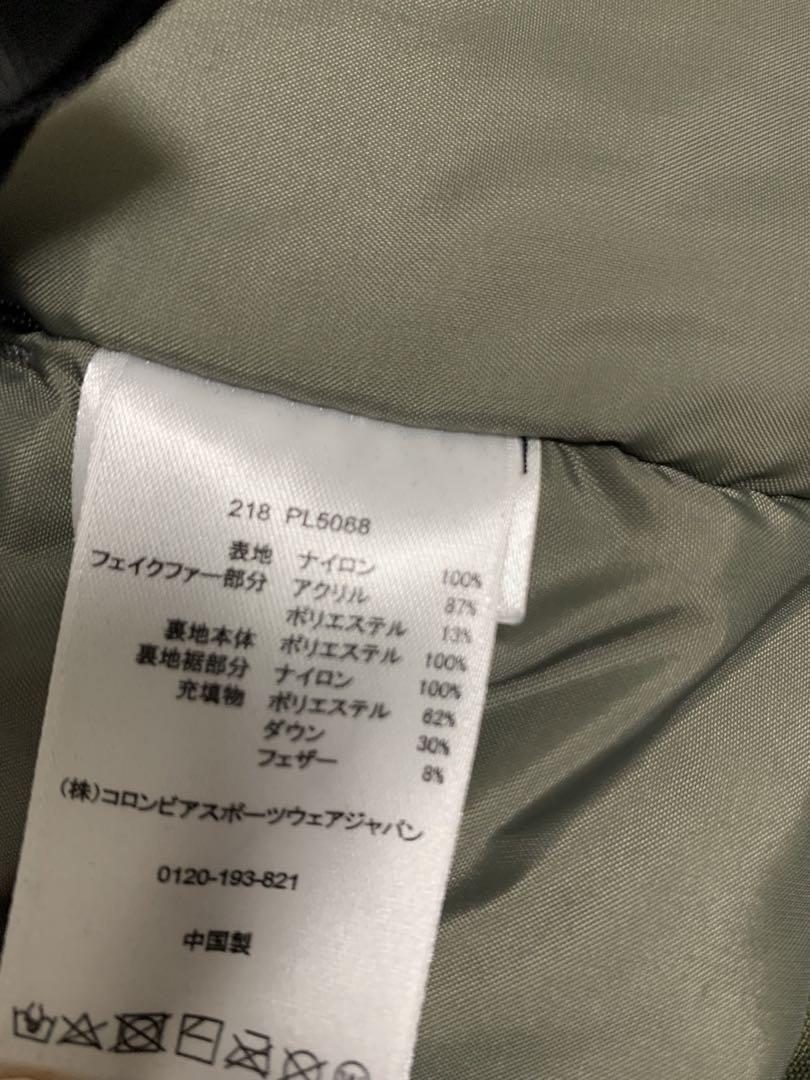 218 PL5068
表地 ナイロン 100%
フェイクファー部分 アクリル 87%
ポリエステル 13%
裏地本体 ポリエステル 100%
裏地裾部分 ナイロン 100%
充填物 ポリエステル 62%
ダウン 30%
フェザー 8%
(株)コロンビアスポーツウェアジャパン
0120-193-821
中国製